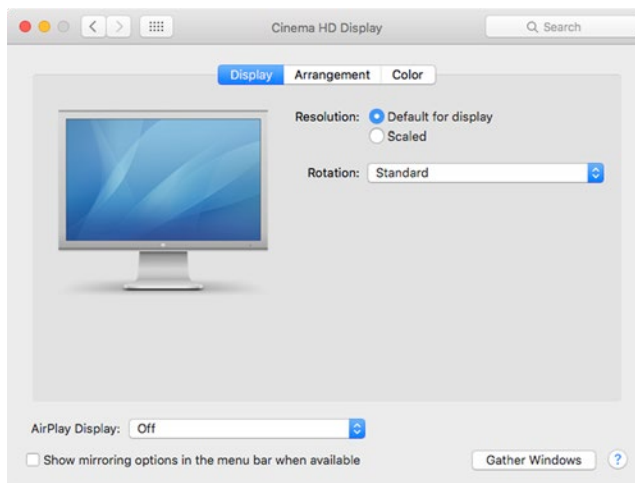 Cinema HD Display
Search
Display Arrangement Color
Resolution: Default for display
Scaled
Rotation: Standard
AirPlay Display: Off
Show mirroring options in the menu bar when available
Gather Windows ?